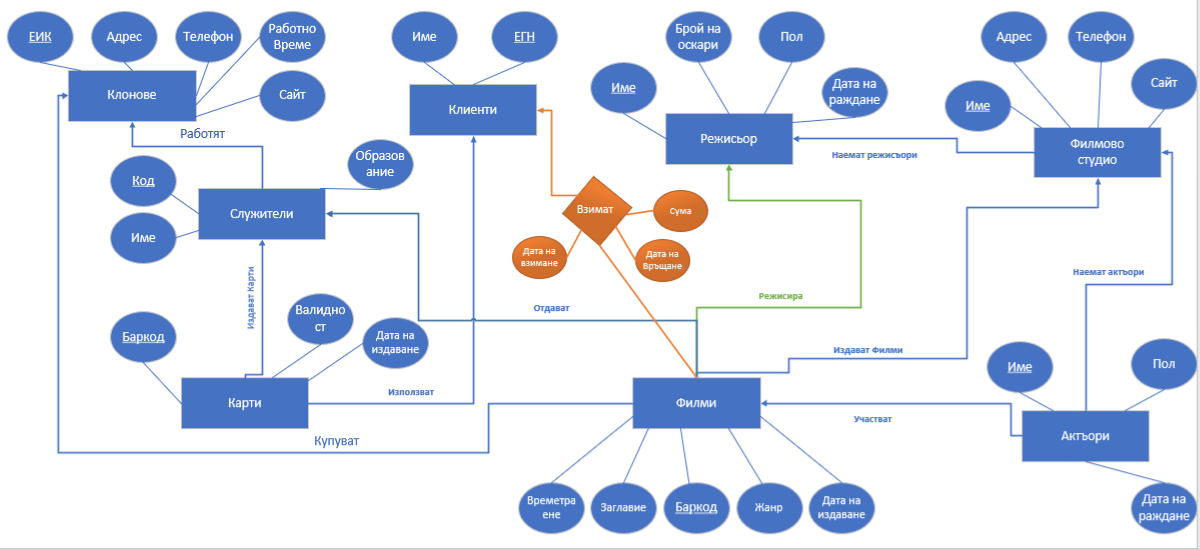 ЕИК
Адрес
Телефон
Работно
Време
Сайт
Клонове
Име
ЕГН
Клиенти
Брой на
оскари
Пол
Име
Дата на
раждане
Режисьор
Адрес
Телефон
Сайт
Име
Филмово
студио
Работят
Наемат режисъори
Код
Име
Образов
ание
Служители
Взимат
Сума
Дата на
взимане
Дата на
Връщане
Издават Карти
Отдават
Режисира
Наемат актьори
Баркод
Валиднo
ст
Дата на
издаване
Карти
Използват
Издават Филми
Филми
Участват
Име
Пол
Актъори
Дата на
раждане
Купуват
Времетра
ене
Заглавие
Баркод
Жанр
Дата на
издаване